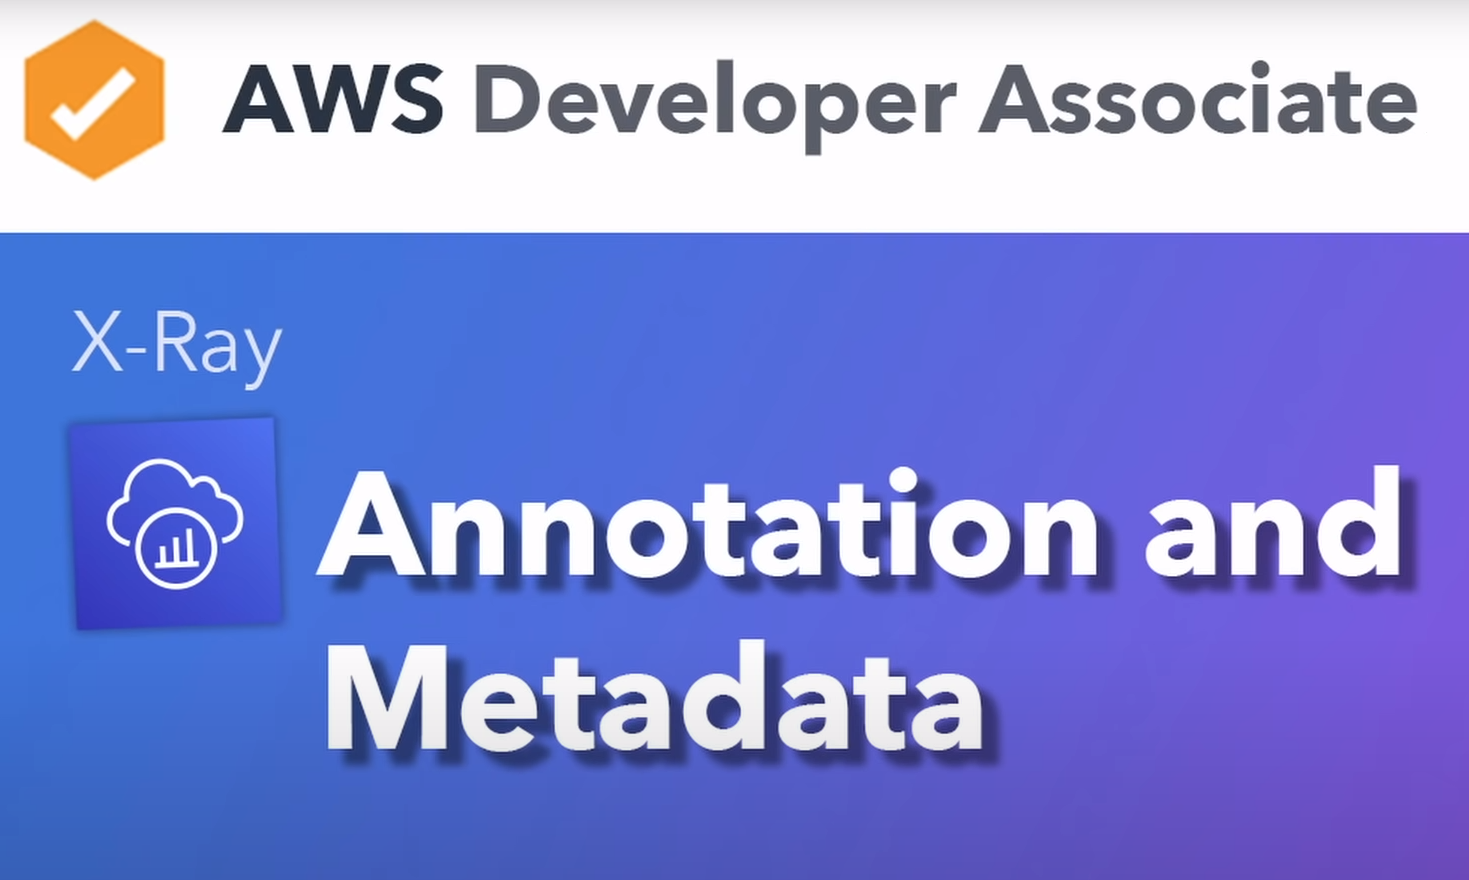 AWS Developer Associate
X-Ray
Annotation and
Metadata